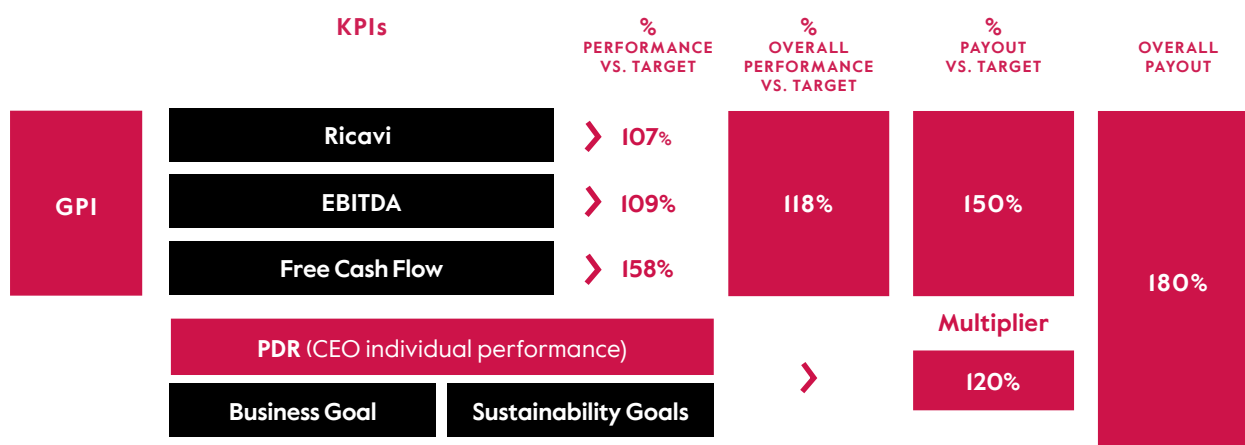 KPIs
%
PERFORMANCE
VS. TARGET
%
OVERALL
PERFORMANCE
VS. TARGET
%
PAYOUT
VS. TARGET
OVERALL
PAYOUT
GPI
Ricavi
107%
EBITDA
109%
Free Cash Flow
158%
118%
150%
180%
PDR (CEO individual performance)
Multiplier
120%
Business Goal
Sustainability Goals